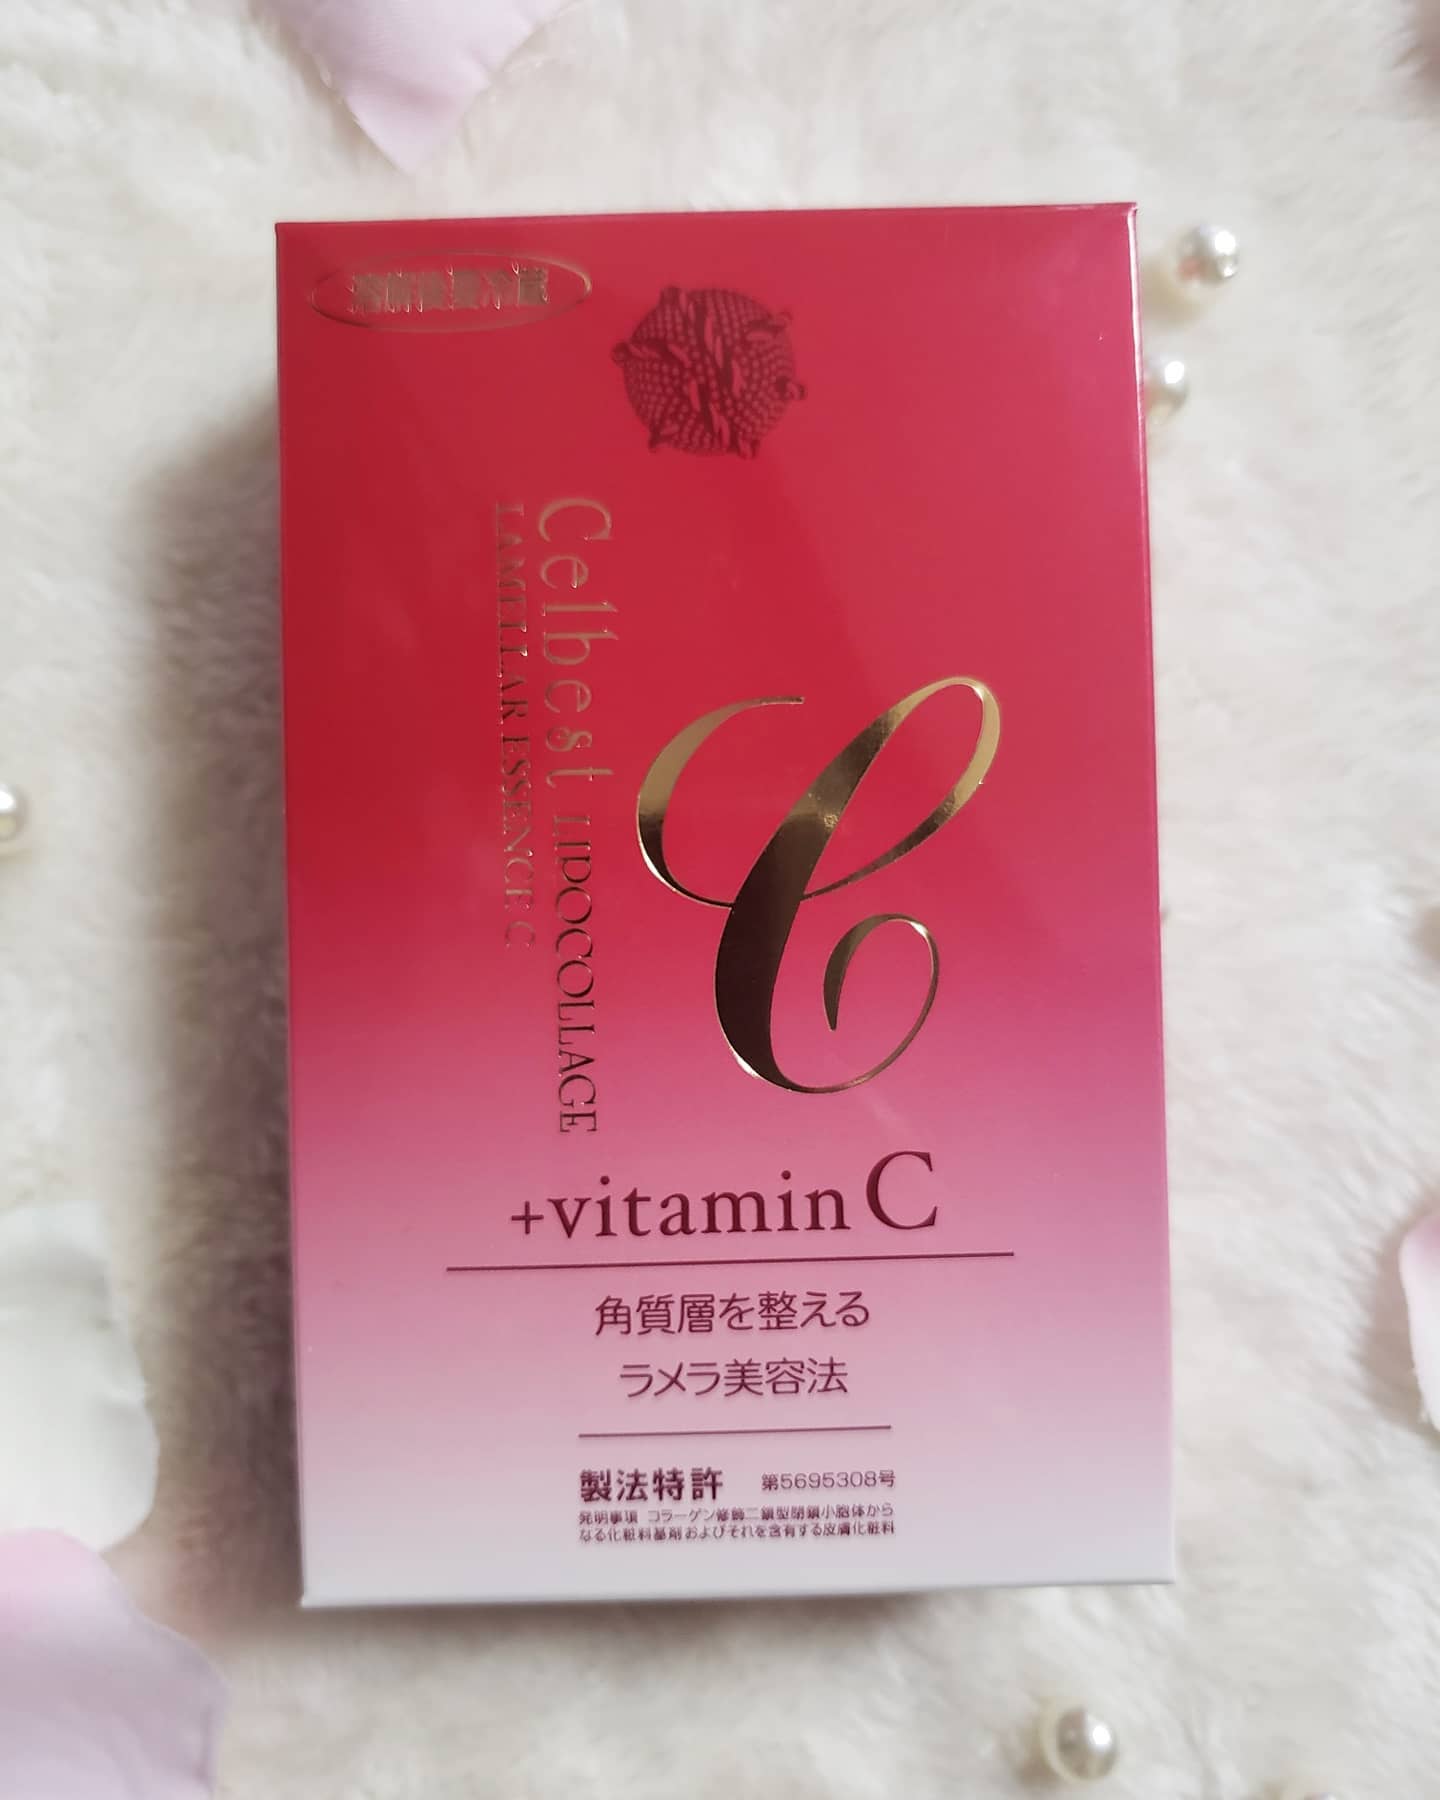 溶解後要冷蔵
Celbest LIPOCOLLAGE
LAMELLAR ESSENCE C
C
+vitamin C
角質層を整える
ラメラ美容法
製法特許 第5695308号
発明事項 コラーゲン修飾二鎖型閉鎖小胞体から
なる化粧料基剤およびそれを含有する皮膚化粧料